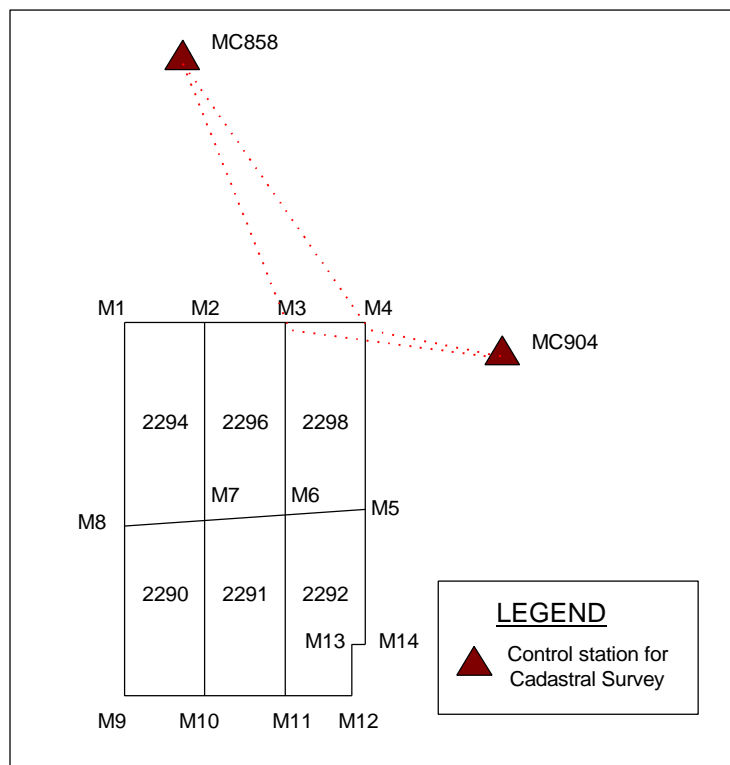 MC858
M1 M2 M3 M4
MC904
2294 2296 2298
M7 M6
M5
M8
2290 2291 2292
M13 M14
M9 M10 M11 M12
LEGEND
Control station for
Cadastral Survey